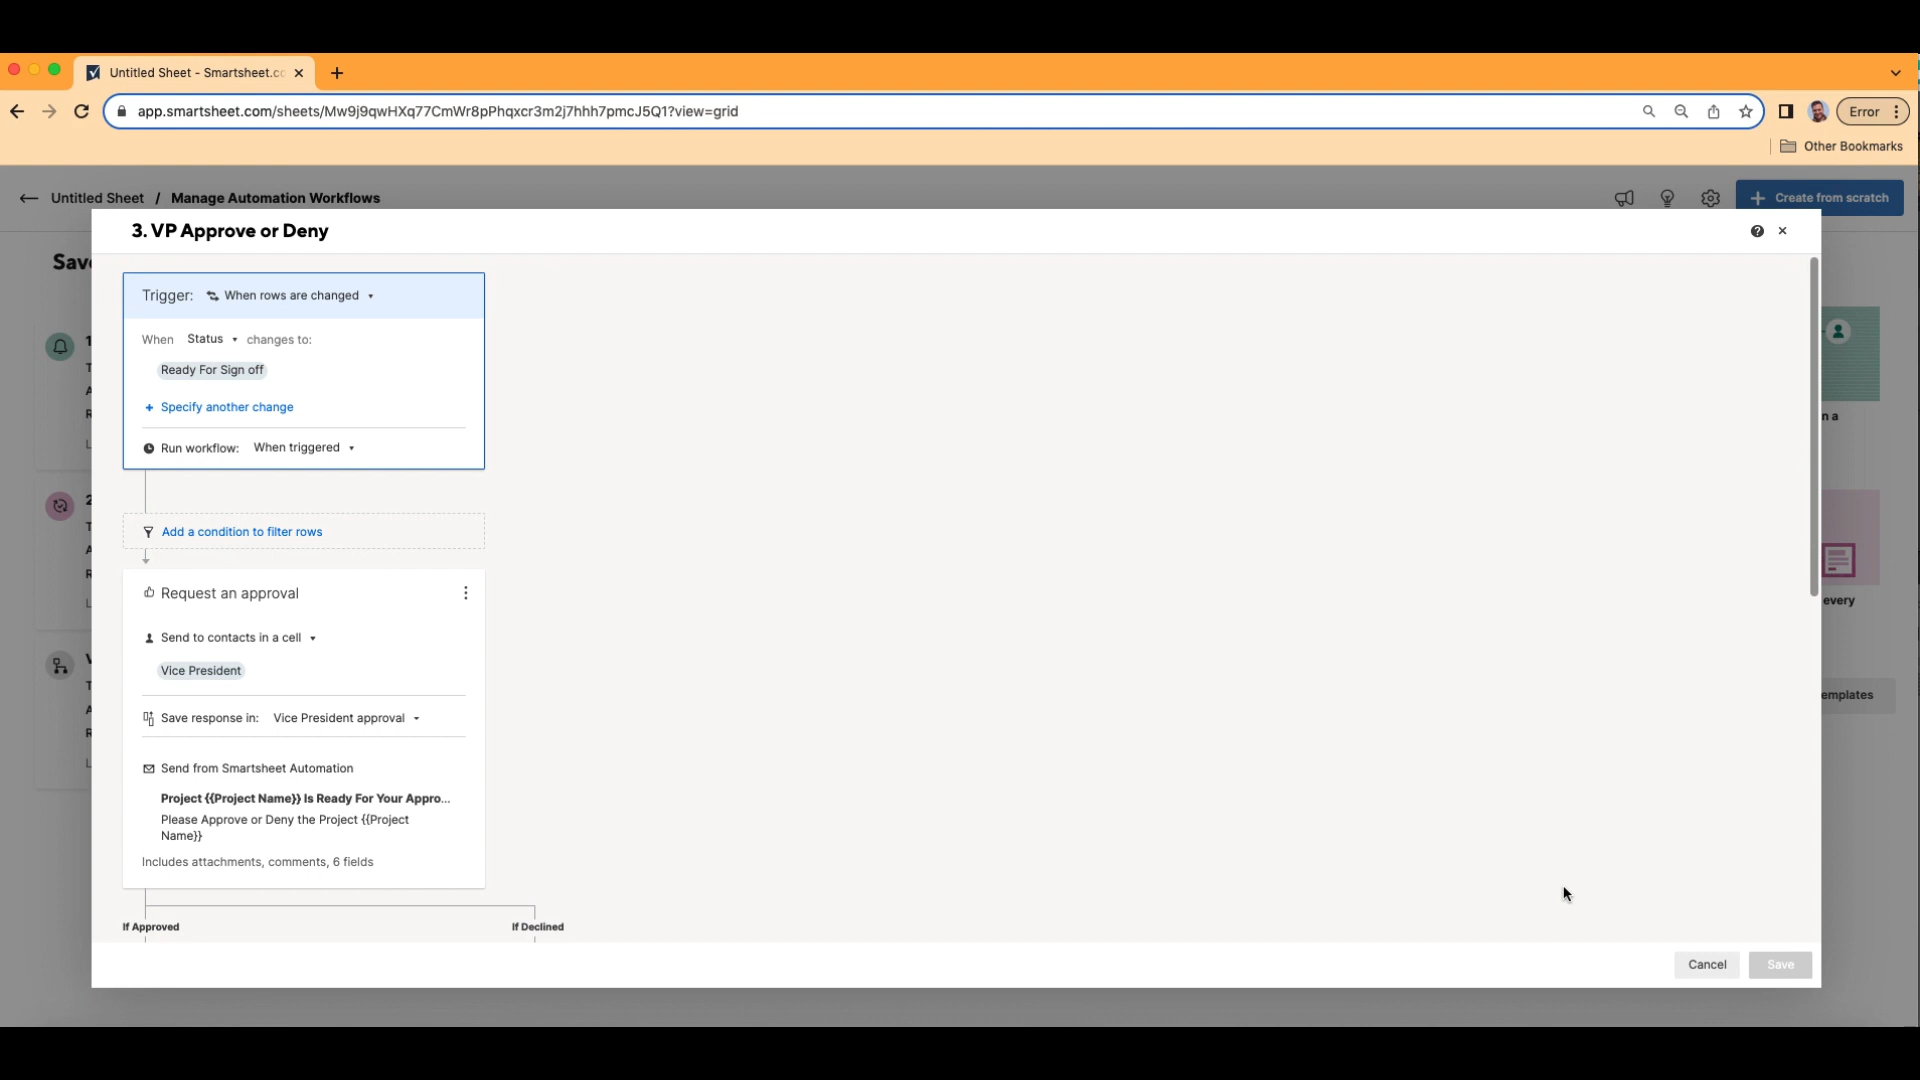 Untitled Sheet - Smartsheet.co
app.smartsheet.com/sheets/Mw9j9qwHXq77CmWr8pPhqxcr3m2j7hhh7pmcJ5Q1?view=grid
Error
Other Bookmarks
Untitled Sheet / Manage Automation Workflows
Create from scratch
3. VP Approve or Deny
Trigger: When rows are changed
When Status changes to:
Ready For Sign off
+ Specify another change
Run workflow: When triggered
Add a condition to filter rows
Request an approval
Send to contacts in a cell
Vice President
Save response in: Vice President approval
Send from Smartsheet Automation
Project {{Project Name}} Is Ready For Your Appro...
Please Approve or Deny the Project {{Project
Name}}
Includes attachments, comments, 6 fields
If Approved If Declined
Cancel Save
every
emplates